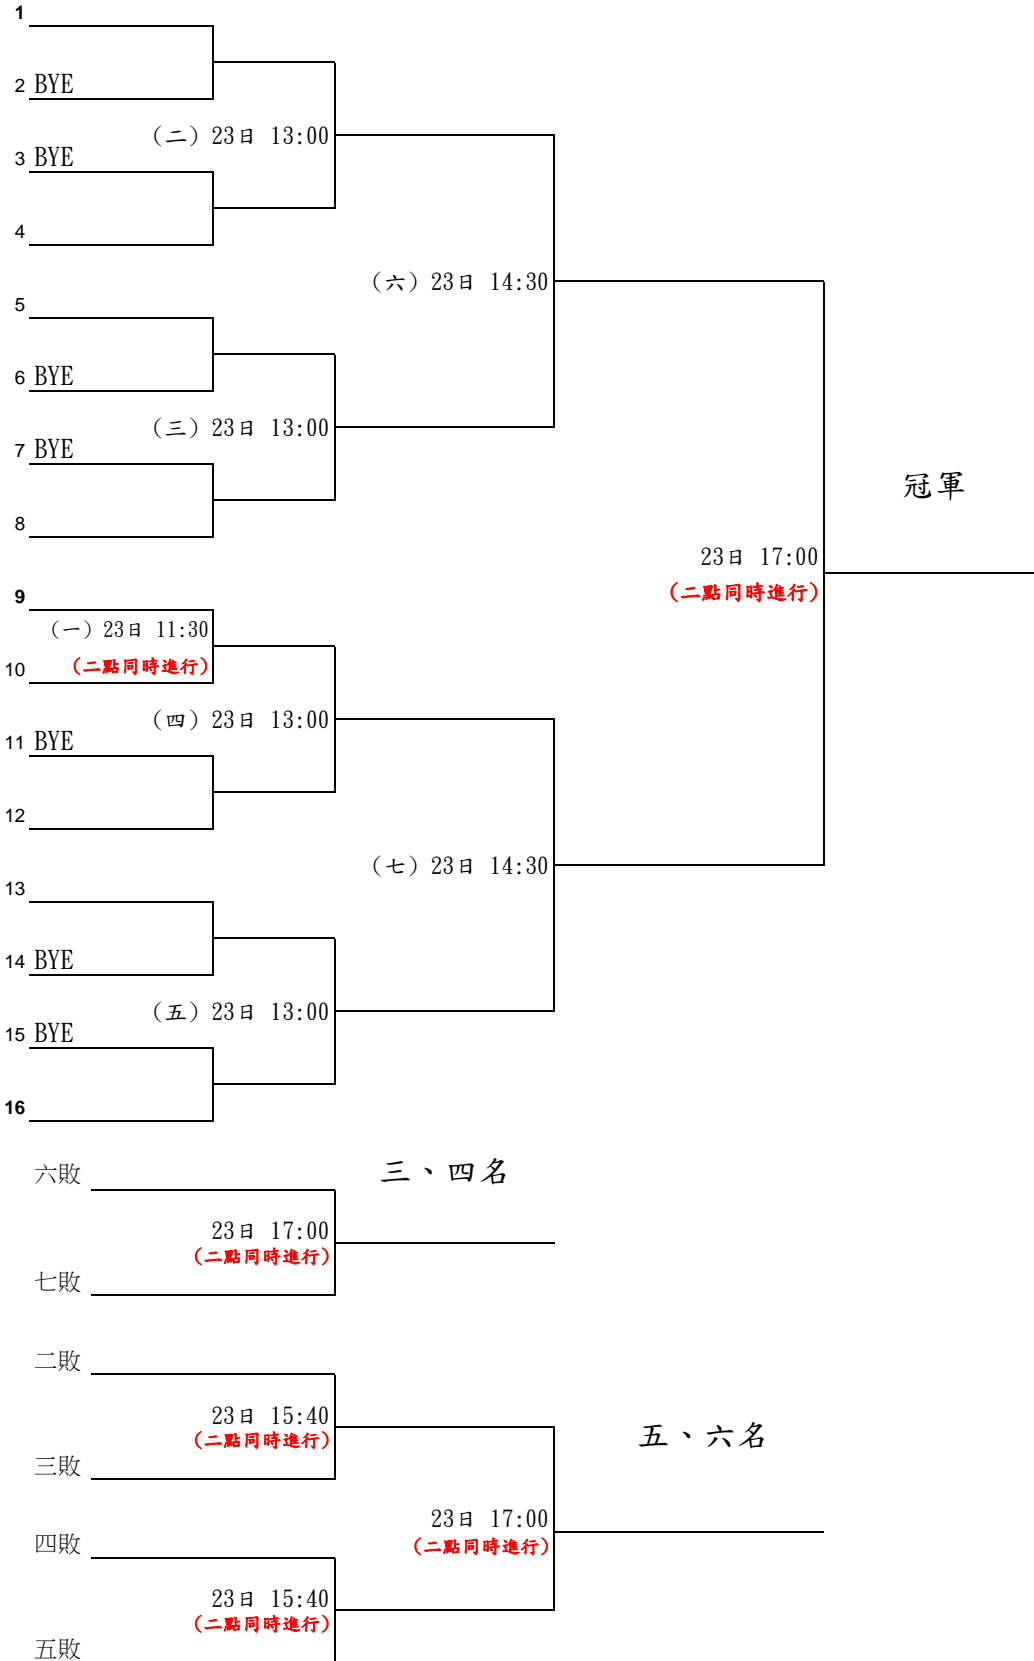 1
2 BYE
（二）23日 13:00
3 BYE
4
（六）23日 14:30
5
6 BYE
（三）23日 13:00
7 BYE
冠軍
8
23日 17:00
（二點同時進行）
9
（一）23日 11:30
10 （二點同時進行）
（四）23日 13:00
11 BYE
12
（七）23日 14:30
13
14 BYE
（五）23日 13:00
15 BYE
16
六敗
三、四名
23日 17:00
（二點同時進行）
七敗
二敗
23日 15:40
（二點同時進行）
五、六名
三敗
23日 17:00
（二點同時進行）
四敗
23日 15:40
（二點同時進行）
五敗